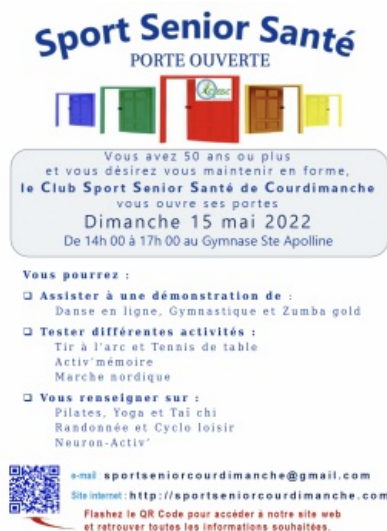 Sport Senior Santé
PORTE OUVERTE
Vous avez 50 ans ou plus
et vous désirez vous maintenir en forme,
le Club Sport Senior Santé de Courdimanche
vous ouvre ses portes
Dimanche 15 mai 2022
De 14h 00 à 17h 00 au Gymnase Ste Apolline
Vous pourrez :
❑ Assister à une démonstration de :
Danse en ligne, Gymnastique et Zumba gold
❑ Tester différentes activités :
Tir à l'arc et Tennis de table
Activ'mémoire
Marche nordique
❑ Vous renseigner sur :
Pilates, Yoga et Taî chi
Randonnée et Cyclo loisir
Neuron-Activ'
e-mail sportseniorcourdimanche@gmail.com
Site internet : http://sportseniorcourdimanche.com
Flashez le QR Code pour accéder à notre site web
et retrouver toutes les informations souhaitées.